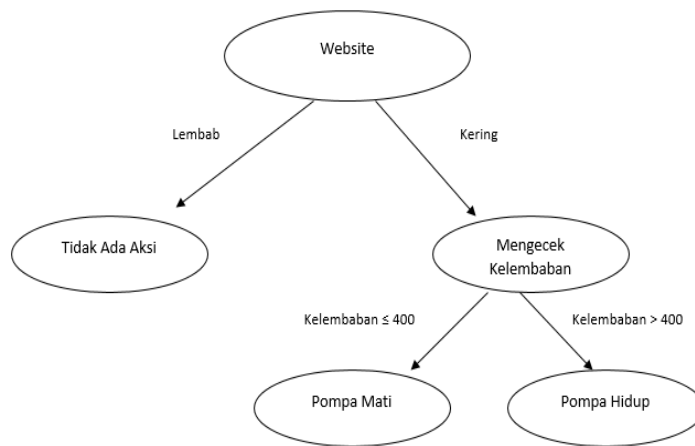 Website
Lembab
Kering
Tidak Ada Aksi
Mengecek
Kelembaban
Kelembaban ≤ 400
Kelembaban > 400
Pompa Mati
Pompa Hidup